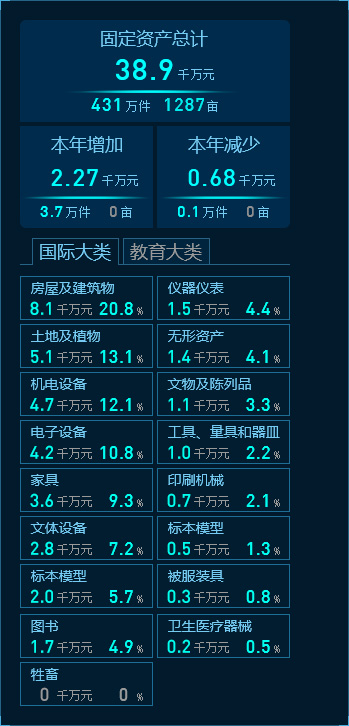 固定资产总计
38.9千万元
431万件 1287亩
本年增加 本年减少
2.27千万元 0.68千万元
3.7万件 0亩 0.1万件 0亩
国际大类 教育大类
房屋及建筑物 仪器仪表
8.1千万元 20.8% 1.5千万元 4.4%
土地及植物 无形资产
5.1千万元 13.1% 1.4千万元 4.1%
机电设备 文物及陈列品
4.7千万元 12.1% 1.1千万元 3.3%
电子设备 工具、量具和器皿
4.2千万元 10.8% 1.0千万元 2.2%
家具 印刷机械
3.6千万元 9.3% 0.7千万元 2.1%
文体设备 标本模型
2.8千万元 7.2% 0.5千万元 1.3%
标本模型 被服装具
2.0千万元 5.7% 0.3千万元 0.8%
图书 卫生医疗器械
1.7千万元 4.9% 0.2千万元 0.5%
牲畜
0千万元 0%